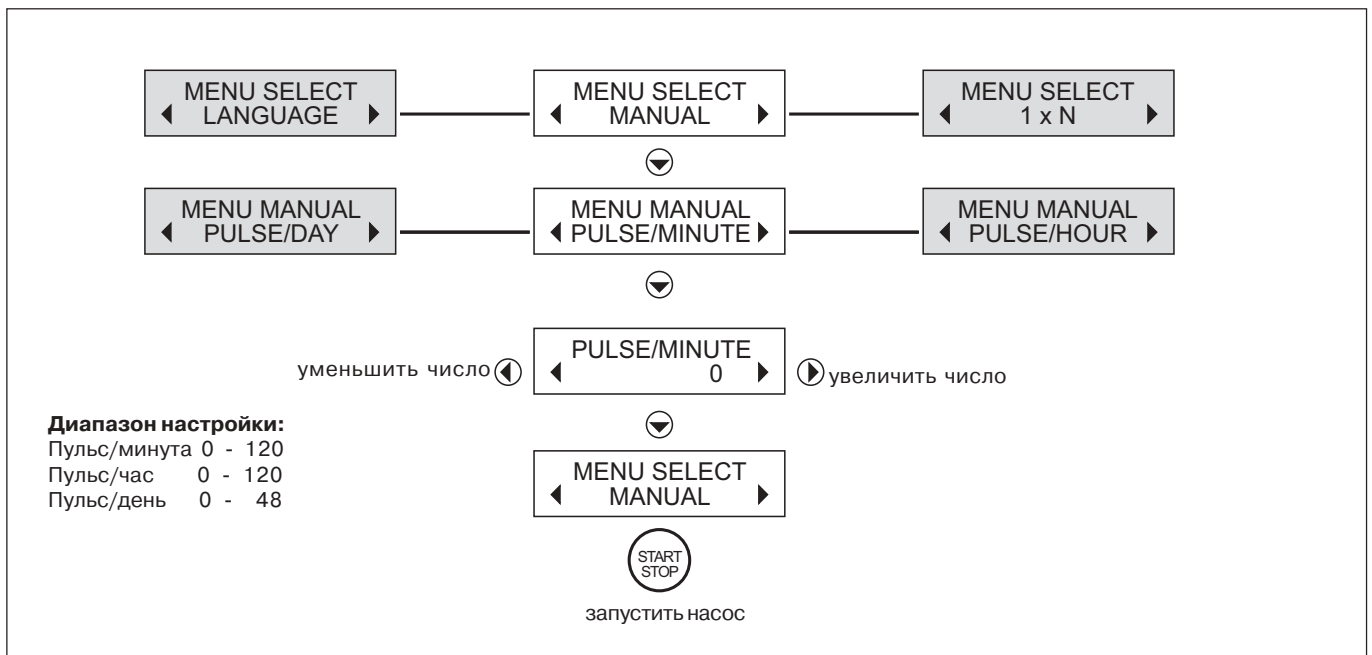 MENU SELECT
LANGUAGE
MENU SELECT
MANUAL
MENU SELECT
1 x N
MENU MANUAL
PULSE/DAY
MENU MANUAL
PULSE/MINUTE
MENU MANUAL
PULSE/HOUR
уменьшить число
PULSE/MINUTE
0
увеличить число
Диапазон настройки:
Пульс/минута 0 - 120
Пульс/час 0 - 120
Пульс/день 0 - 48
MENU SELECT
MANUAL
START
STOP
запустить насос